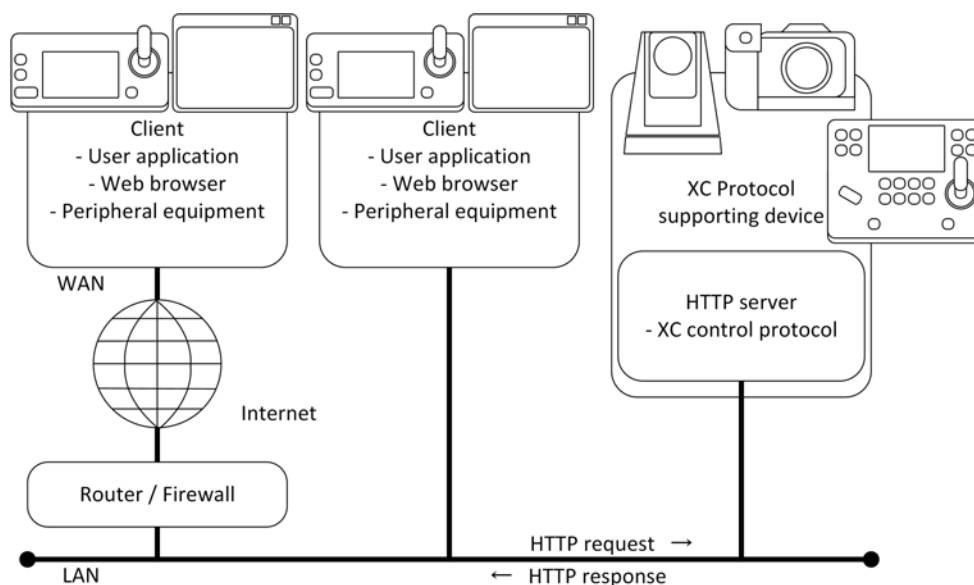 Client
- User application
- Web browser
- Peripheral equipment
Client
- User application
- Web browser
- Peripheral equipment
XC Protocol
supporting device
HTTP server
- XC control protocol
WAN
Internet
Router / Firewall
HTTP request →
LAN
← HTTP response